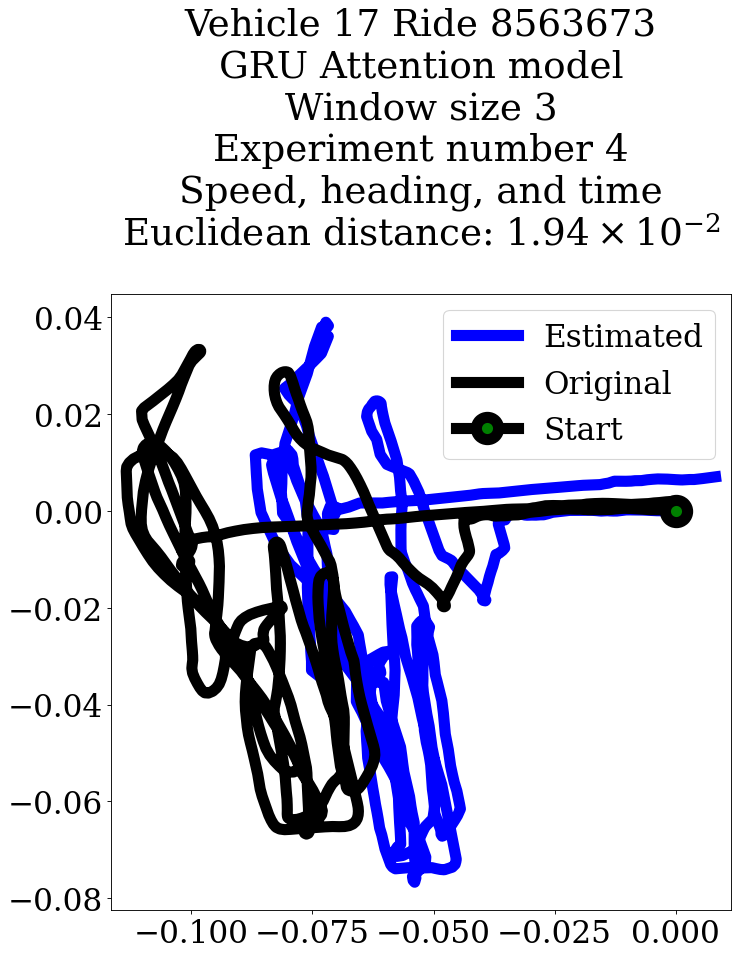 Vehicle 17 Ride 8563673
GRU Attention model
Window size 3
Experiment number 4
Speed, heading, and time
Euclidean distance: 1.94 × 10⁻²
Estimated
Original
Start
0.04
0.02
0.00
−0.02
−0.04
−0.06
−0.08
−0.100 −0.075 −0.050 −0.025 0.000